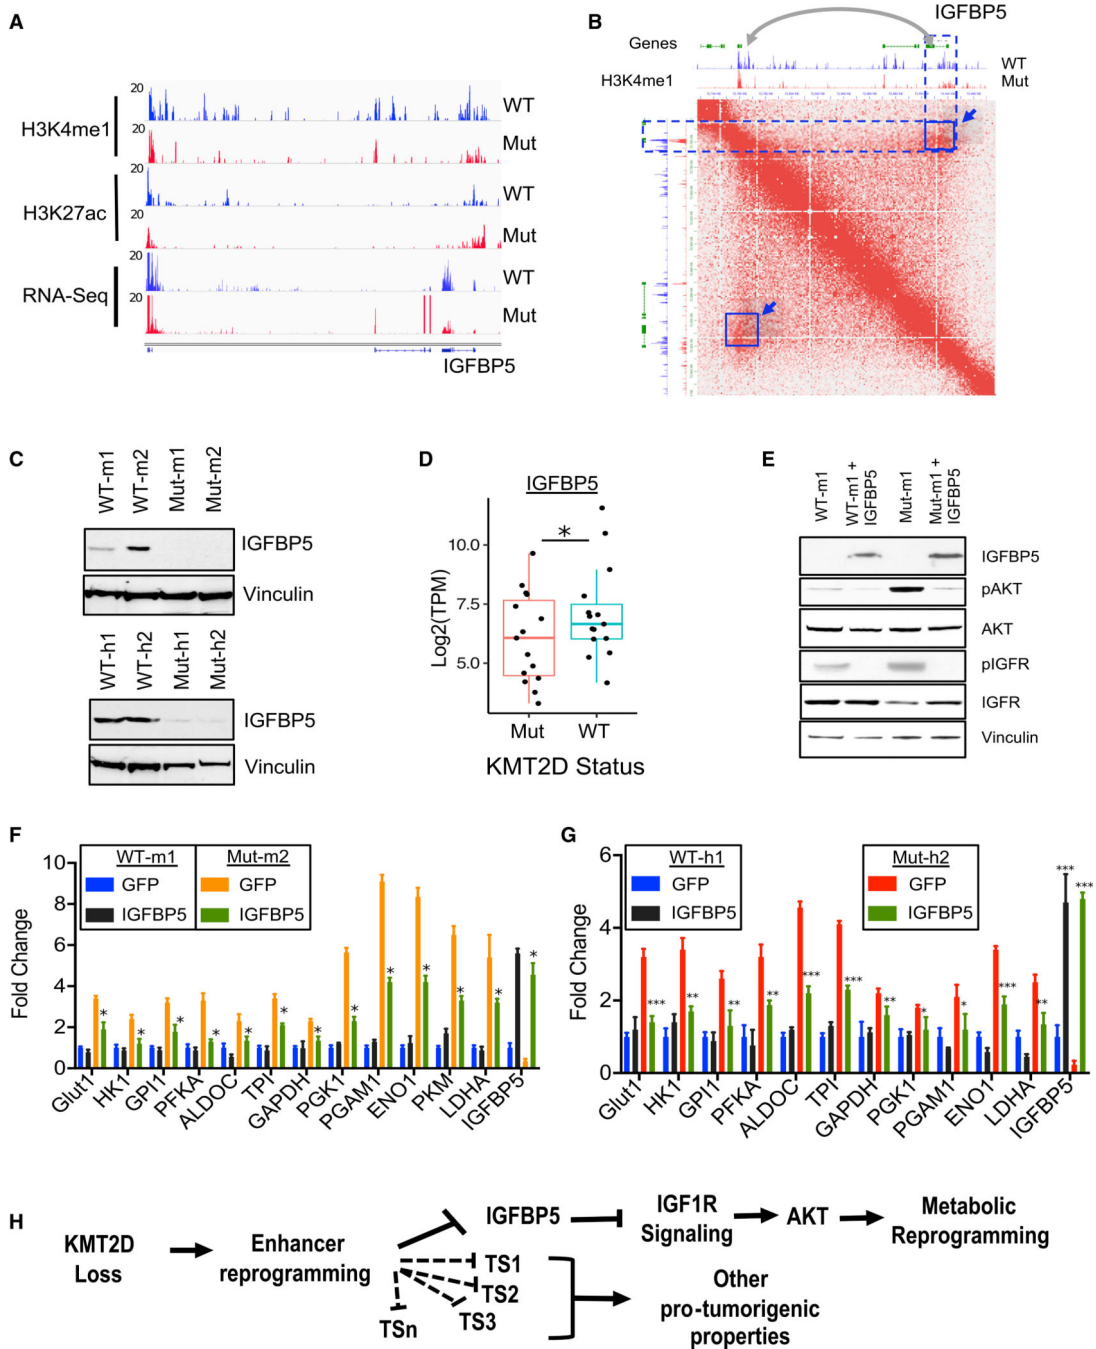 A
20
H3K4me1
WT
20
Mut
20
H3K27ac
WT
20
Mut
20
RNA-Seq
WT
20
Mut
IGFBP5
B
IGFBP5
Genes
WT
H3K4me1
Mut
C
WT-m1
WT-m2
Mut-m1
Mut-m2
IGFBP5
Vinculin
WT-h1
WT-h2
Mut-h1
Mut-h2
IGFBP5
Vinculin
D
IGFBP5
*
Log2(TPM)
10.0
7.5
5.0
Mut WT
KMT2D Status
E
WT-m1
WT-m1 +
IGFBP5
Mut-m1
Mut-m1 +
IGFBP5
IGFBP5
pAKT
AKT
pIGFR
IGFR
Vinculin
F
WT-m1 Mut-m2
GFP GFP
IGFBP5 IGFBP5
Fold Change
10
8
6
4
2
0
* * * * * * * * * * * * *
Glut1
HK1
GPI1
PFKA
ALDOC
TPI
GAPDH
PGK1
PGAM1
ENO1
PKM
LDHA
IGFBP5
G
WT-h1 Mut-h2
GFP GFP
IGFBP5 IGFBP5
Fold Change
6
4
2
0
*** ** ** ** *** *** ** * * *** ** *** ***
Glut1
HK1
GPI1
PFKA
ALDOC
TPI
GAPDH
PGK1
PGAM1
ENO1
LDHA
IGFBP5
H
KMT2D
Loss
Enhancer
reprogramming
IGFBP5
IGF1R
Signaling
AKT
Metabolic
Reprogramming
TS1
TS2
TS3
TSn
Other
pro-tumorigenic
properties